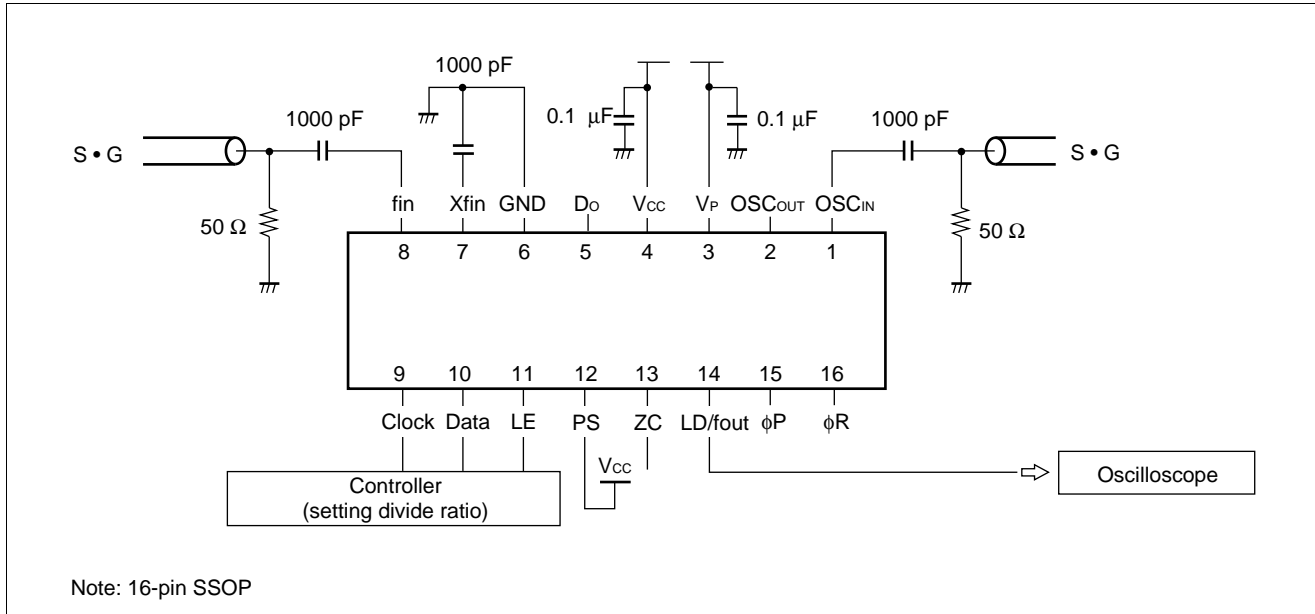 1000 pF
0.1 μF
0.1 μF
1000 pF
1000 pF
S • G
S • G
50 Ω
50 Ω
fin Xfin GND DO VCC VP OSCOUT OSCIN
8 7 6 5 4 3 2 1
9 10 11 12 13 14 15 16
Clock Data LE PS ZC LD/fout ϕP ϕR
VCC
Controller
(setting divide ratio)
Oscilloscope
Note: 16-pin SSOP